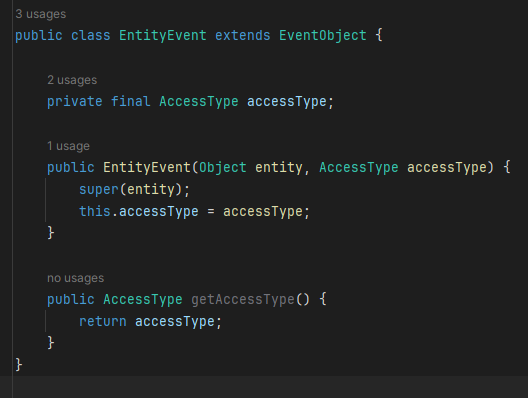 3 usages
public class EntityEvent extends EventObject {
2 usages
private final AccessType accessType;
1 usage
public EntityEvent(Object entity, AccessType accessType) {
super(entity);
this.accessType = accessType;
}
no usages
public AccessType getAccessType() {
return accessType;
}
}